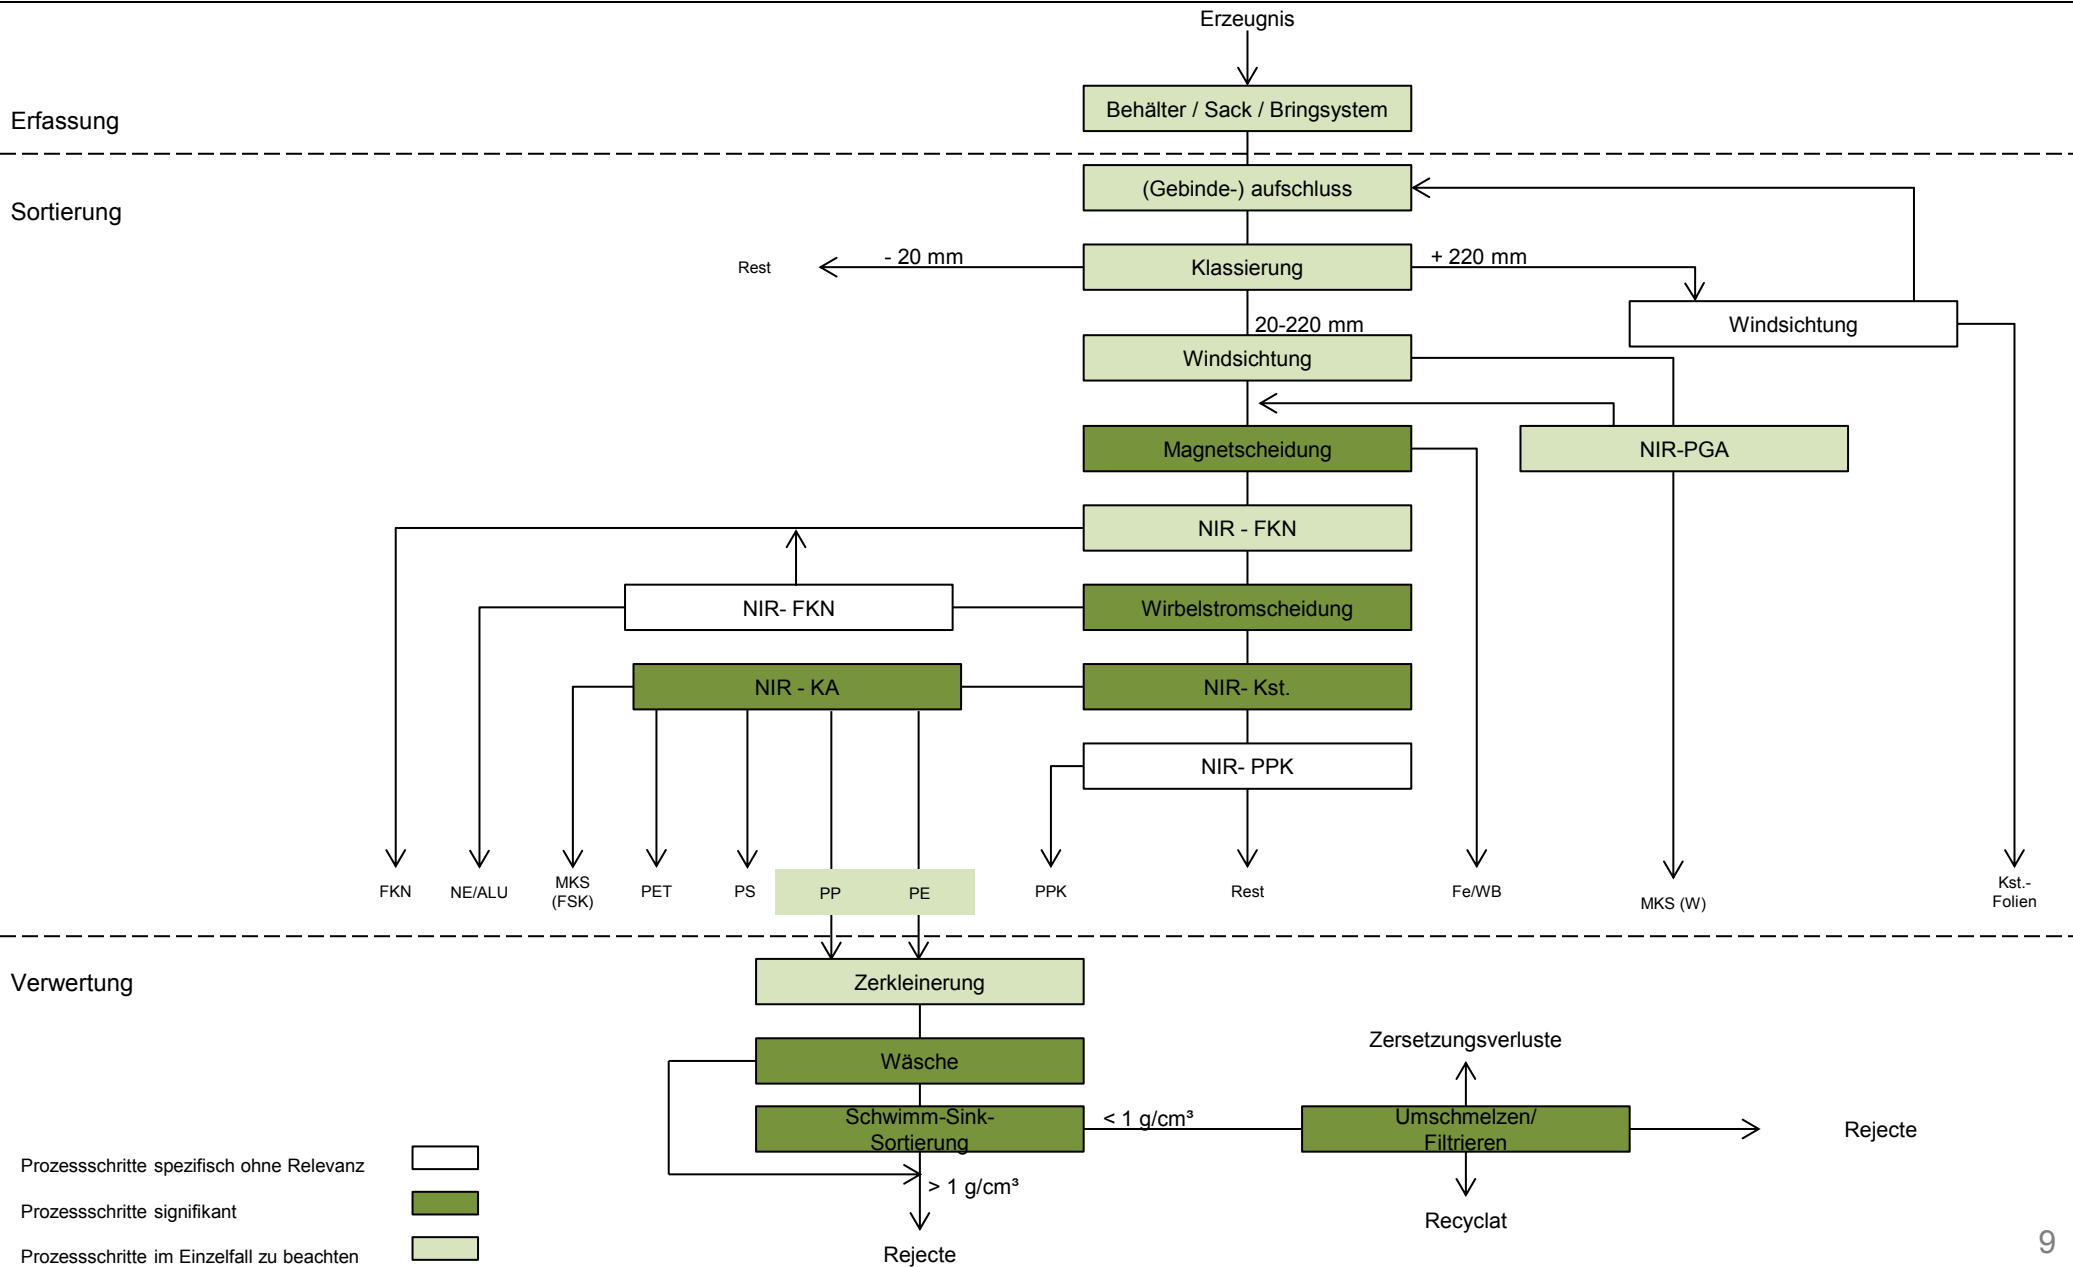 Erzeugnis
Behälter / Sack / Bringsystem
Erfassung
(Gebinde-) aufschluss
Sortierung
Rest
- 20 mm
Klassierung
+ 220 mm
20-220 mm
Windsichtung
Windsichtung
Magnetscheidung
NIR-PGA
NIR - FKN
NIR- FKN
Wirbelstromscheidung
NIR - KA
NIR- Kst.
NIR- PPK
FKN
NE/ALU
MKS
(FSK)
PET
PS
PP
PE
PPK
Rest
Fe/WB
MKS (W)
Kst.-
Folien
Verwertung
Zerkleinerung
Wäsche
Zersetzungsverluste
Schwimm-Sink-
Sortierung
< 1 g/cm³
Umschmelzen/
Filtrieren
Rejecte
> 1 g/cm³
Recyclat
Rejecte
Prozessschritte spezifisch ohne Relevanz
Prozessschritte signifikant
Prozessschritte im Einzelfall zu beachten
9